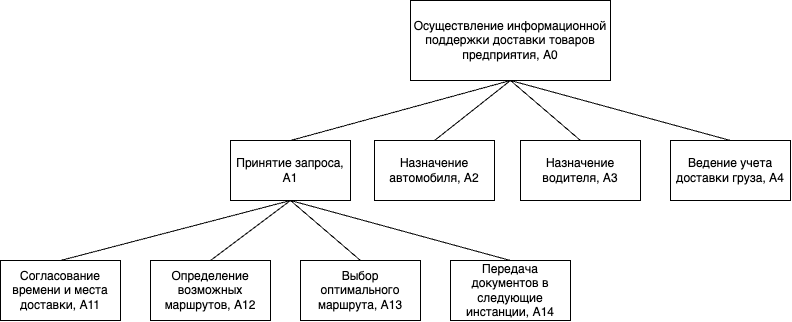 Осуществление информационной
поддержки доставки товаров
предприятия, А0
Принятие запроса,
А1
Назначение
автомобиля, А2
Назначение
водителя, А3
Ведение учета
доставки груза, А4
Согласование
времени и места
доставки, А11
Определение
возможных
маршрутов, А12
Выбор
оптимального
маршрута, А13
Передача
документов в
следующие
инстанции, А14